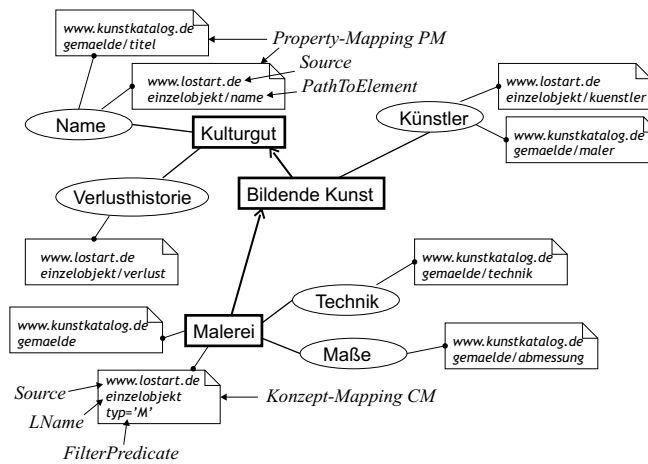 www.kunstkatalog.de
gemaelde/titel
Property-Mapping PM
Source
PathToElement
www.lostart.de
einzelobjekt/name
Name
Kulturgut
Künstler
www.lostart.de
einzelobjekt/kuenstler
www.kunstkatalog.de
gemaelde/maler
Verlusthistorie
Bildende Kunst
www.lostart.de
einzelobjekt/verlust
Technik
www.kunstkatalog.de
gemaelde/technik
www.kunstkatalog.de
gemaelde
Malerei
Maße
www.kunstkatalog.de
gemaelde/abmessung
Source
LName
FilterPredicate
www.lostart.de
einzelobjekt
typ='M'
Konzept-Mapping CM